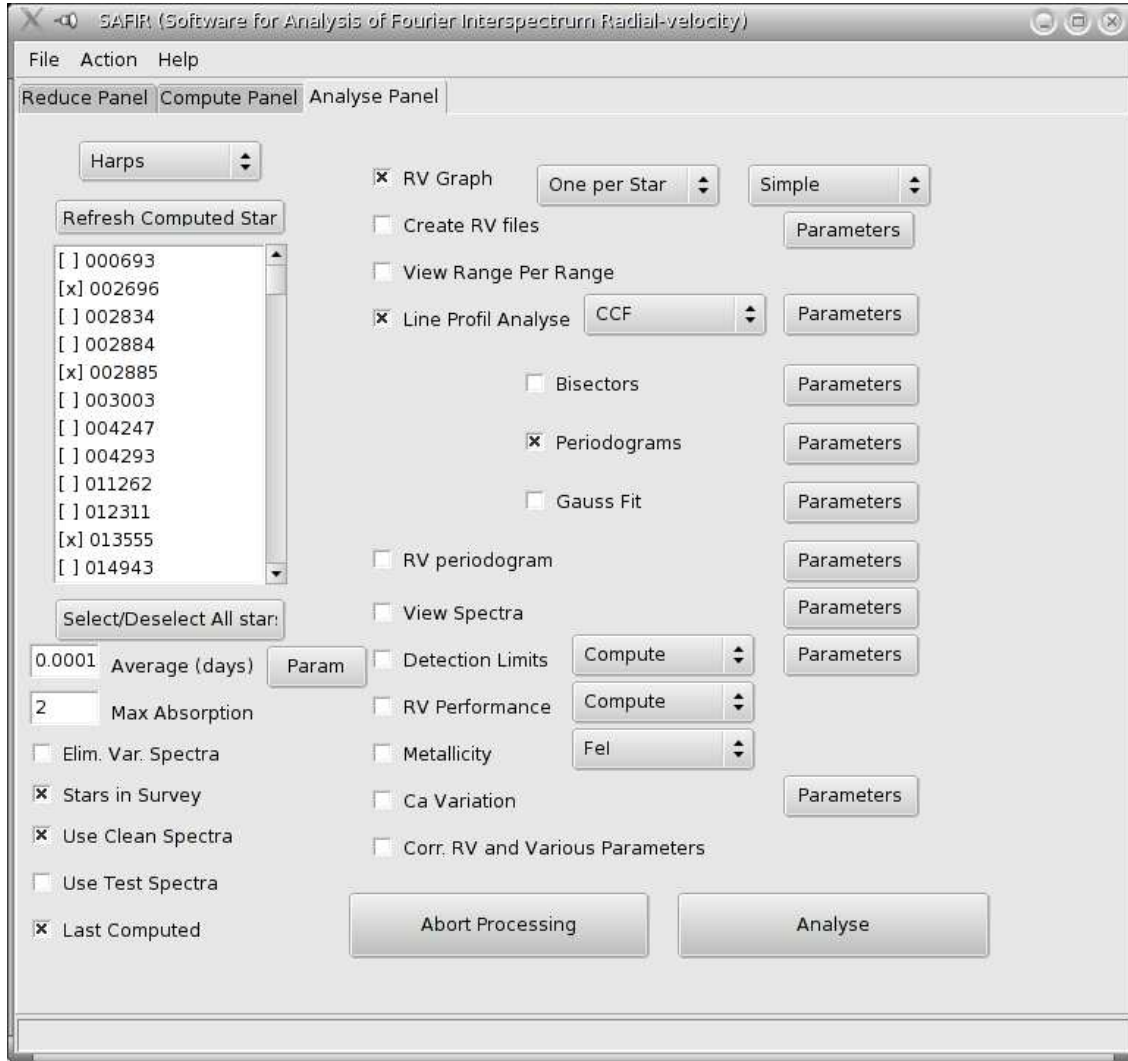 SAFIR (Software for Analysis of Fourier Interspectrum Radial-velocity)
File Action Help
Reduce Panel Compute Panel Analyse Panel
Harps
Refresh Computed Star
[ ] 000693
[x] 002696
[ ] 002834
[ ] 002884
[x] 002885
[ ] 003003
[ ] 004247
[ ] 004293
[ ] 011262
[ ] 012311
[x] 013555
[ ] 014943
Select/Deselect All star:
0.0001 Average (days) Param
2 Max Absorption
Elim. Var. Spectra
Stars in Survey
Use Clean Spectra
Use Test Spectra
Last Computed
RV Graph One per Star Simple
Create RV files Parameters
View Range Per Range
Line Profil Analyse CCF Parameters
Bisectors Parameters
Periodograms Parameters
Gauss Fit Parameters
RV periodogram Parameters
View Spectra Parameters
Detection Limits Compute Parameters
RV Performance Compute
Metallicity FeI
Ca Variation Parameters
Corr. RV and Various Parameters
Abort Processing Analyse